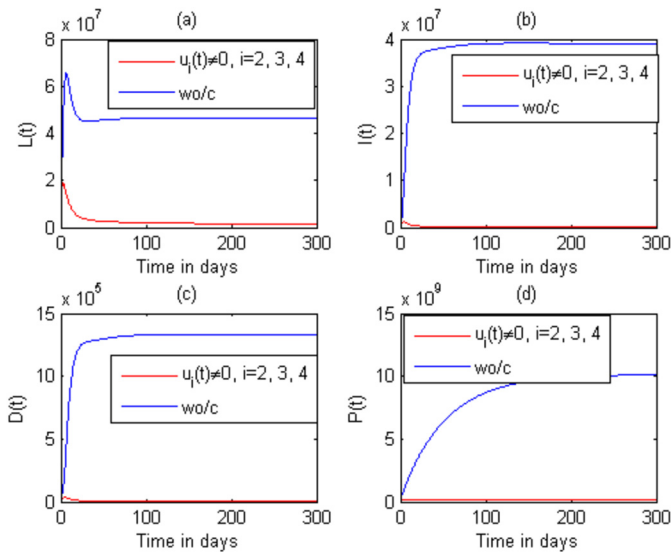 (a)
x 10^7
8
6
4
2
0
L(t)
u_i(t)≠0, i=2, 3, 4
wo/c
0 100 200 300
Time in days
(b)
x 10^7
4
3
2
1
0
I(t)
u_i(t)≠0, i=2, 3, 4
wo/c
0 100 200 300
Time in days
(c)
x 10^5
15
10
5
0
D(t)
u_i(t)≠0, i=2, 3, 4
wo/c
0 100 200 300
Time in days
(d)
x 10^9
15
10
5
0
P(t)
u_i(t)≠0, i=2, 3, 4
wo/c
0 100 200 300
Time in days